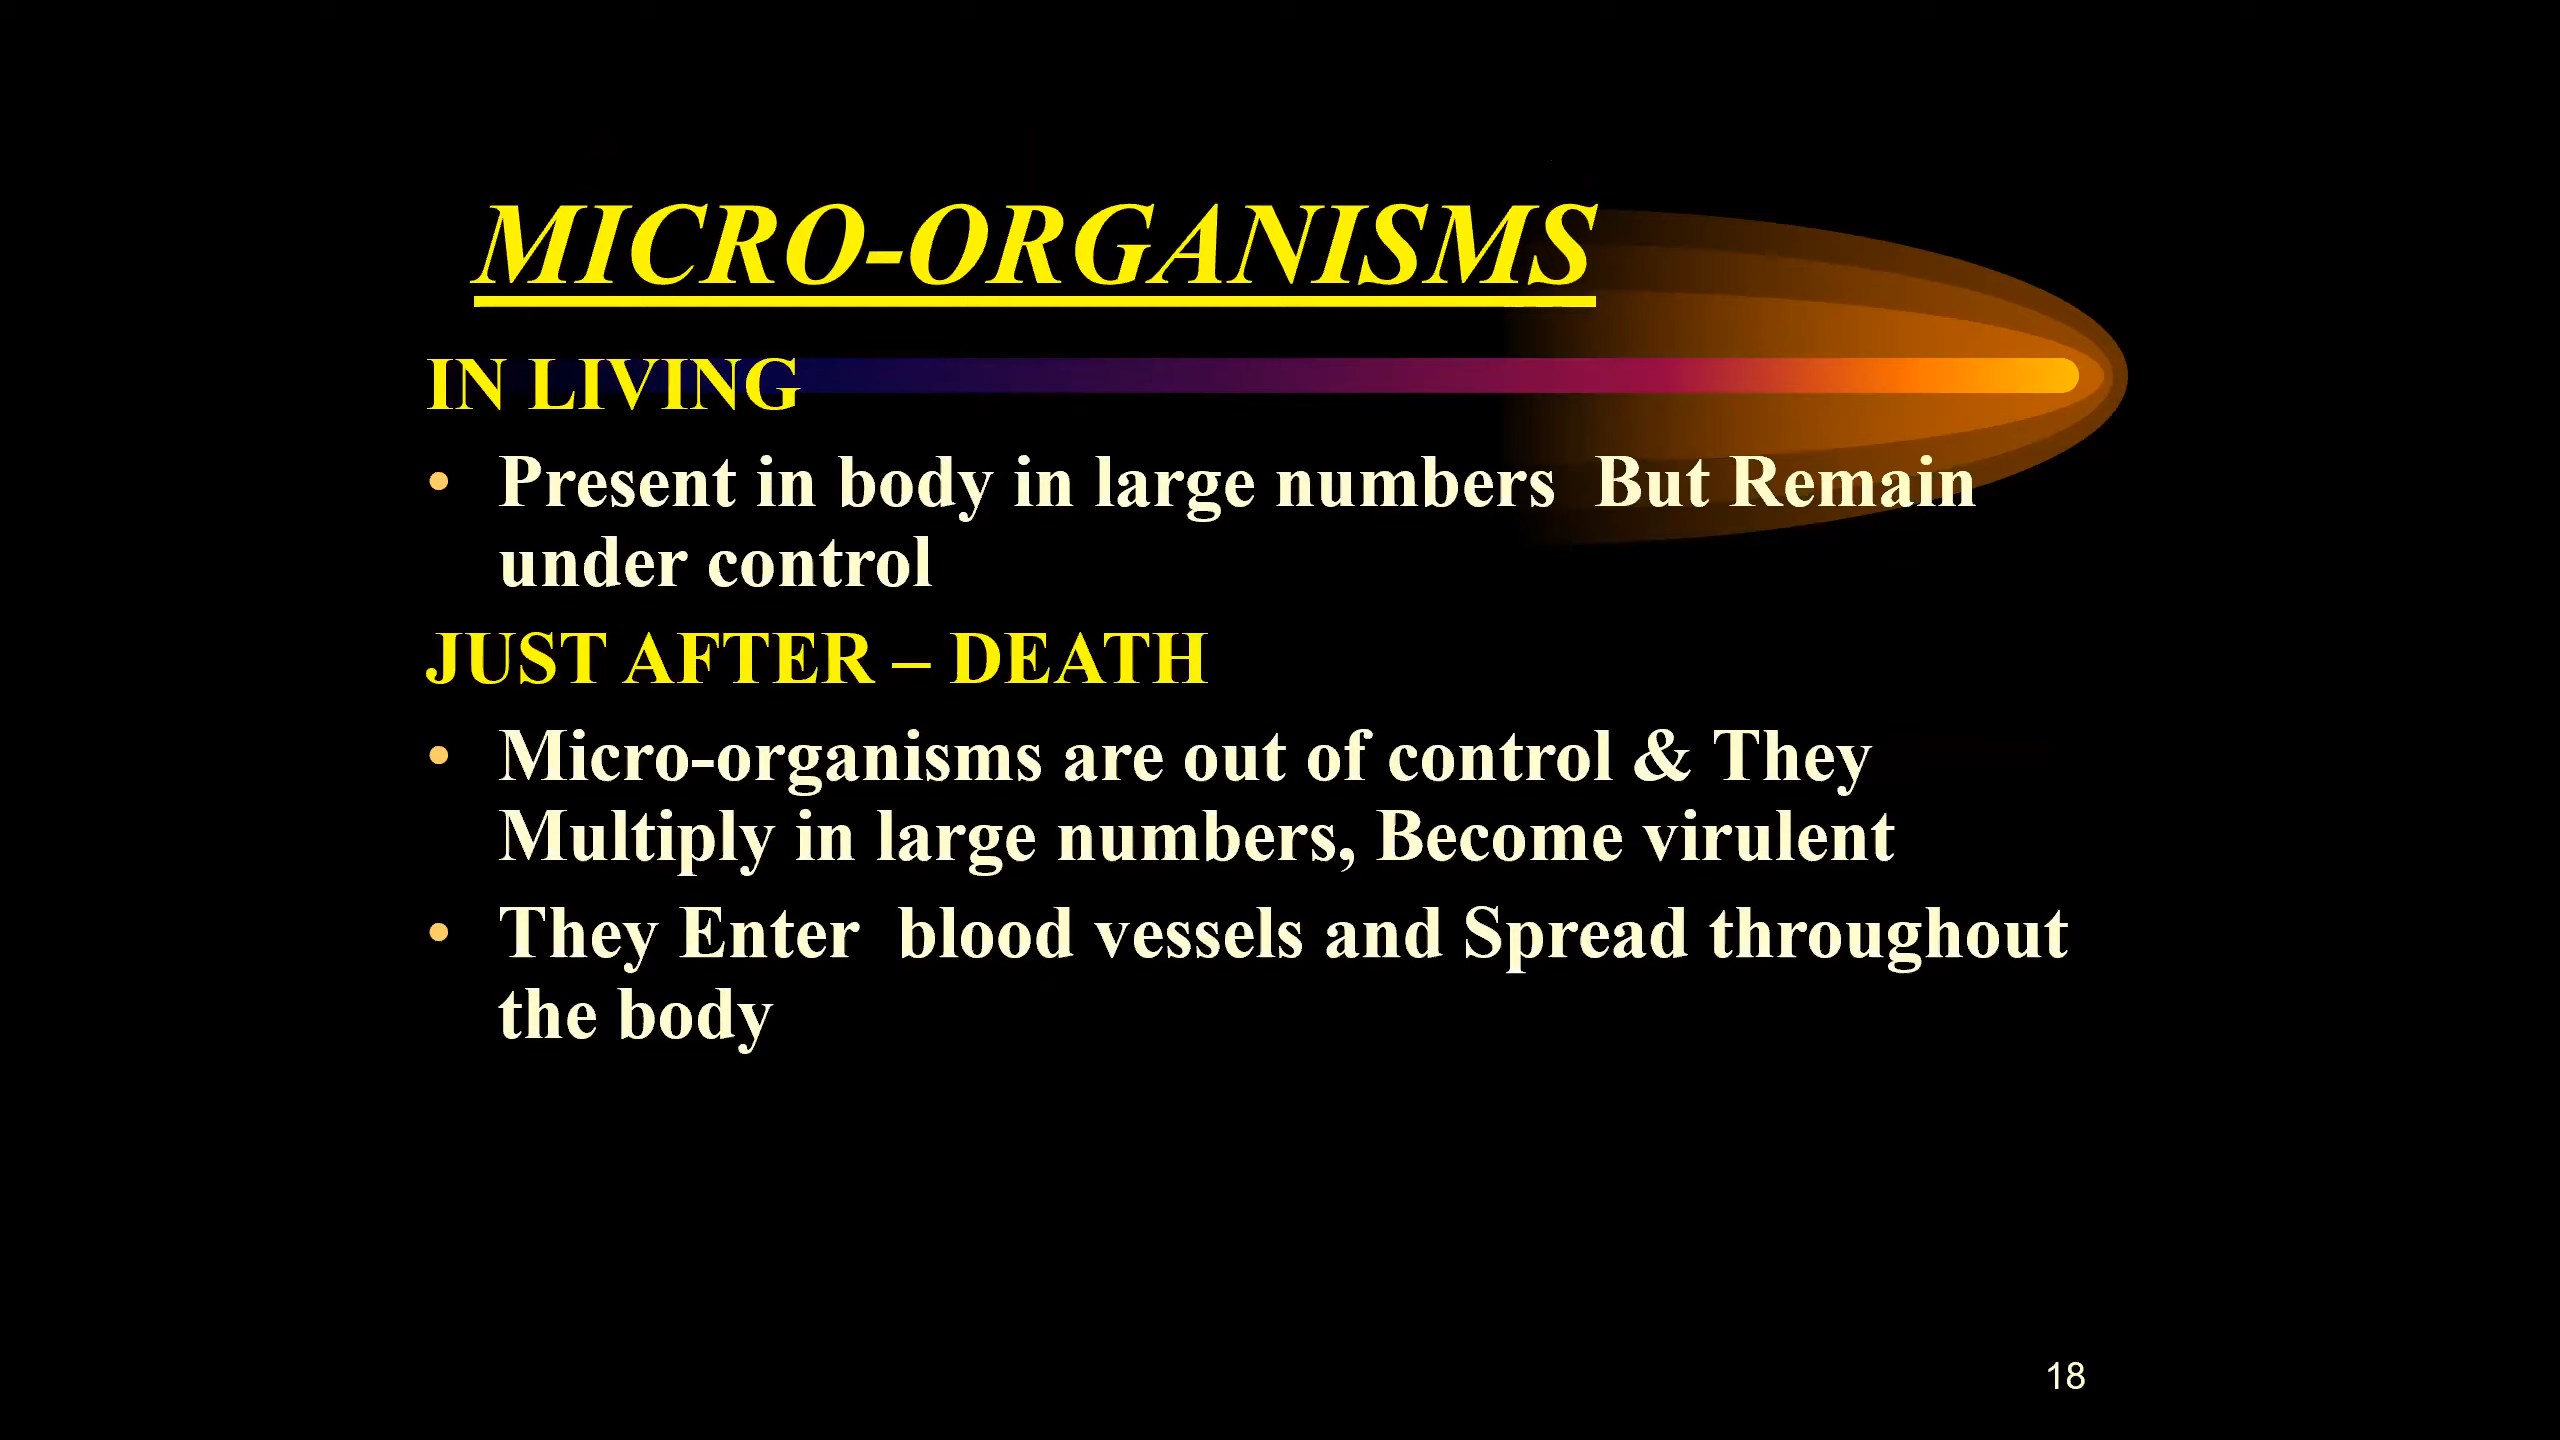 MICRO-ORGANISMS
IN LIVING
• Present in body in large numbers  But Remain
under control
JUST AFTER – DEATH
• Micro-organisms are out of control & They
Multiply in large numbers, Become virulent
• They Enter  blood vessels and Spread throughout
the body
18